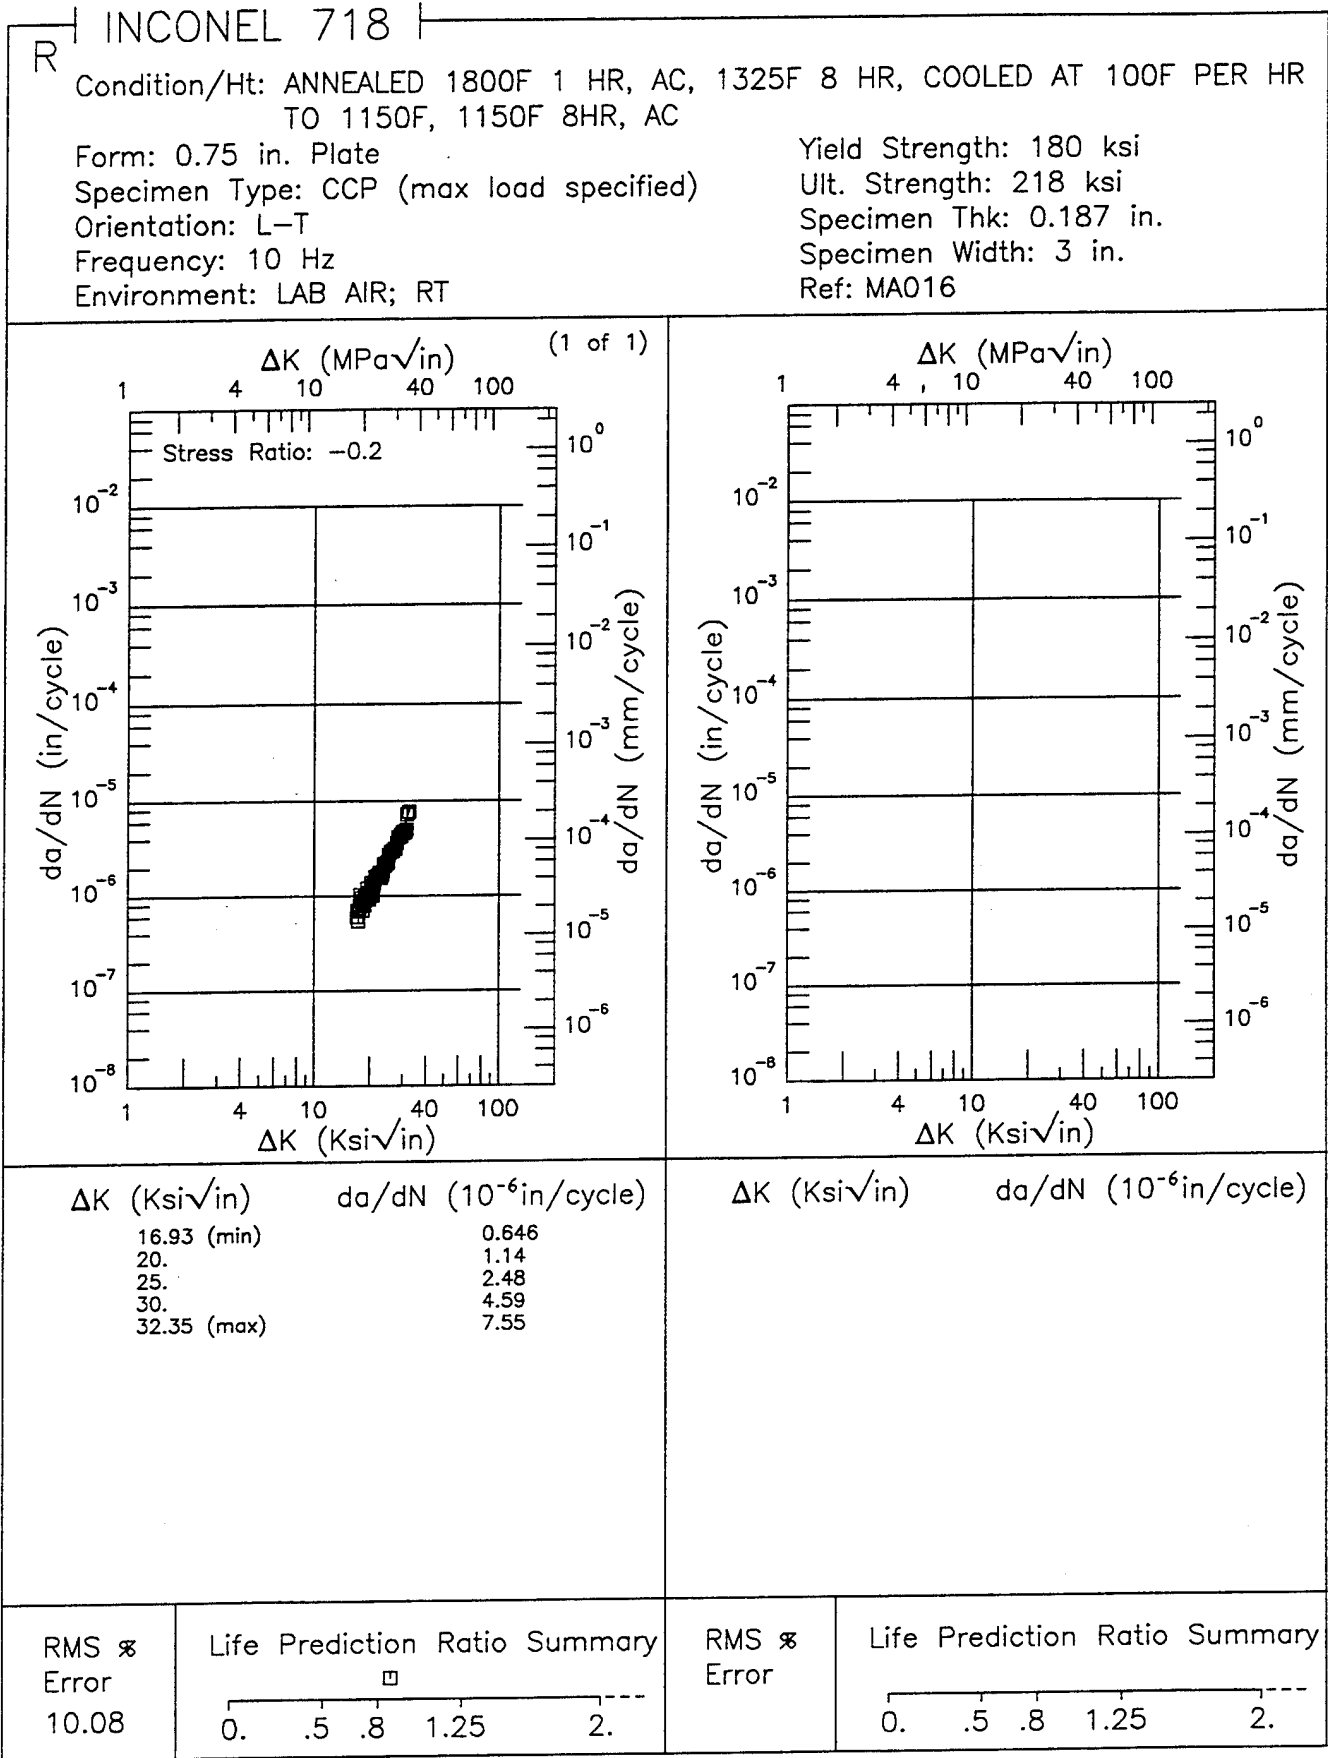 INCONEL 718
R
Condition/Ht: ANNEALED 1800F 1 HR, AC, 1325F 8 HR, COOLED AT 100F PER HR
TO 1150F, 1150F 8HR, AC
Form: 0.75 in. Plate
Specimen Type: CCP (max load specified)
Orientation: L-T
Frequency: 10 Hz
Environment: LAB AIR; RT
Yield Strength: 180 ksi
Ult. Strength: 218 ksi
Specimen Thk: 0.187 in.
Specimen Width: 3 in.
Ref: MA016
(1 of 1)
ΔK (MPa√in)
1 4 10 40 100
Stress Ratio: -0.2
da/dN (in/cycle)
10⁻²
10⁻³
10⁻⁴
10⁻⁵
10⁻⁶
10⁻⁷
10⁻⁸
10⁰
10⁻¹
10⁻²
10⁻³
10⁻⁴
10⁻⁵
10⁻⁶
da/dN (mm/cycle)
1 4 10 40 100
ΔK (Ksi√in)
ΔK (MPa√in)
1 4 10 40 100
da/dN (in/cycle)
10⁻²
10⁻³
10⁻⁴
10⁻⁵
10⁻⁶
10⁻⁷
10⁻⁸
10⁰
10⁻¹
10⁻²
10⁻³
10⁻⁴
10⁻⁵
10⁻⁶
da/dN (mm/cycle)
1 4 10 40 100
ΔK (Ksi√in)
ΔK (Ksi√in) da/dN (10⁻⁶in/cycle)
16.93 (min) 0.646
20. 1.14
25. 2.48
30. 4.59
32.35 (max) 7.55
ΔK (Ksi√in) da/dN (10⁻⁶in/cycle)
RMS %
Error
10.08
Life Prediction Ratio Summary
0. .5 .8 1.25 2.
RMS %
Error
Life Prediction Ratio Summary
0. .5 .8 1.25 2.